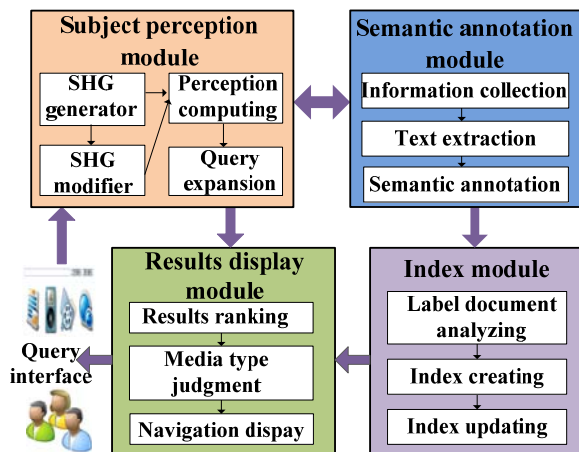 Subject perception
module
SHG
generator
Perception
computing
SHG
modifier
Query
expansion
Semantic annotation
module
Information collection
Text extraction
Semantic annotation
Results display
module
Results ranking
Media type
judgment
Navigation dispay
Index module
Label document
analyzing
Index creating
Index updating
Query
interface